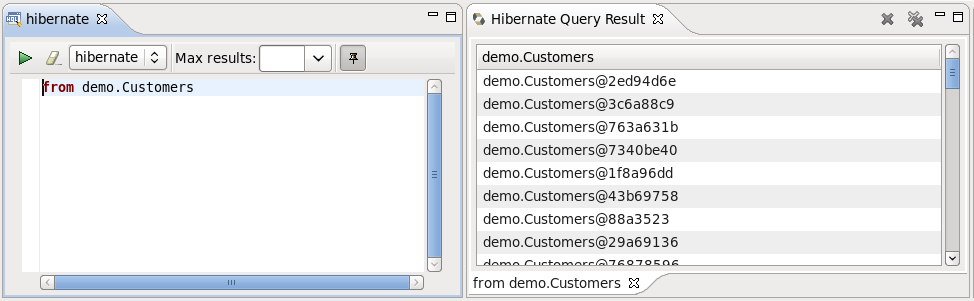 hibernate
hibernate
Max results:
from demo.Customers
Hibernate Query Result
demo.Customers
demo.Customers@2ed94d6e
demo.Customers@3c6a88c9
demo.Customers@763a631b
demo.Customers@7340be40
demo.Customers@1f8a96dd
demo.Customers@43b69758
demo.Customers@88a3523
demo.Customers@29a69136
demo.Customers@76878596
from demo.Customers